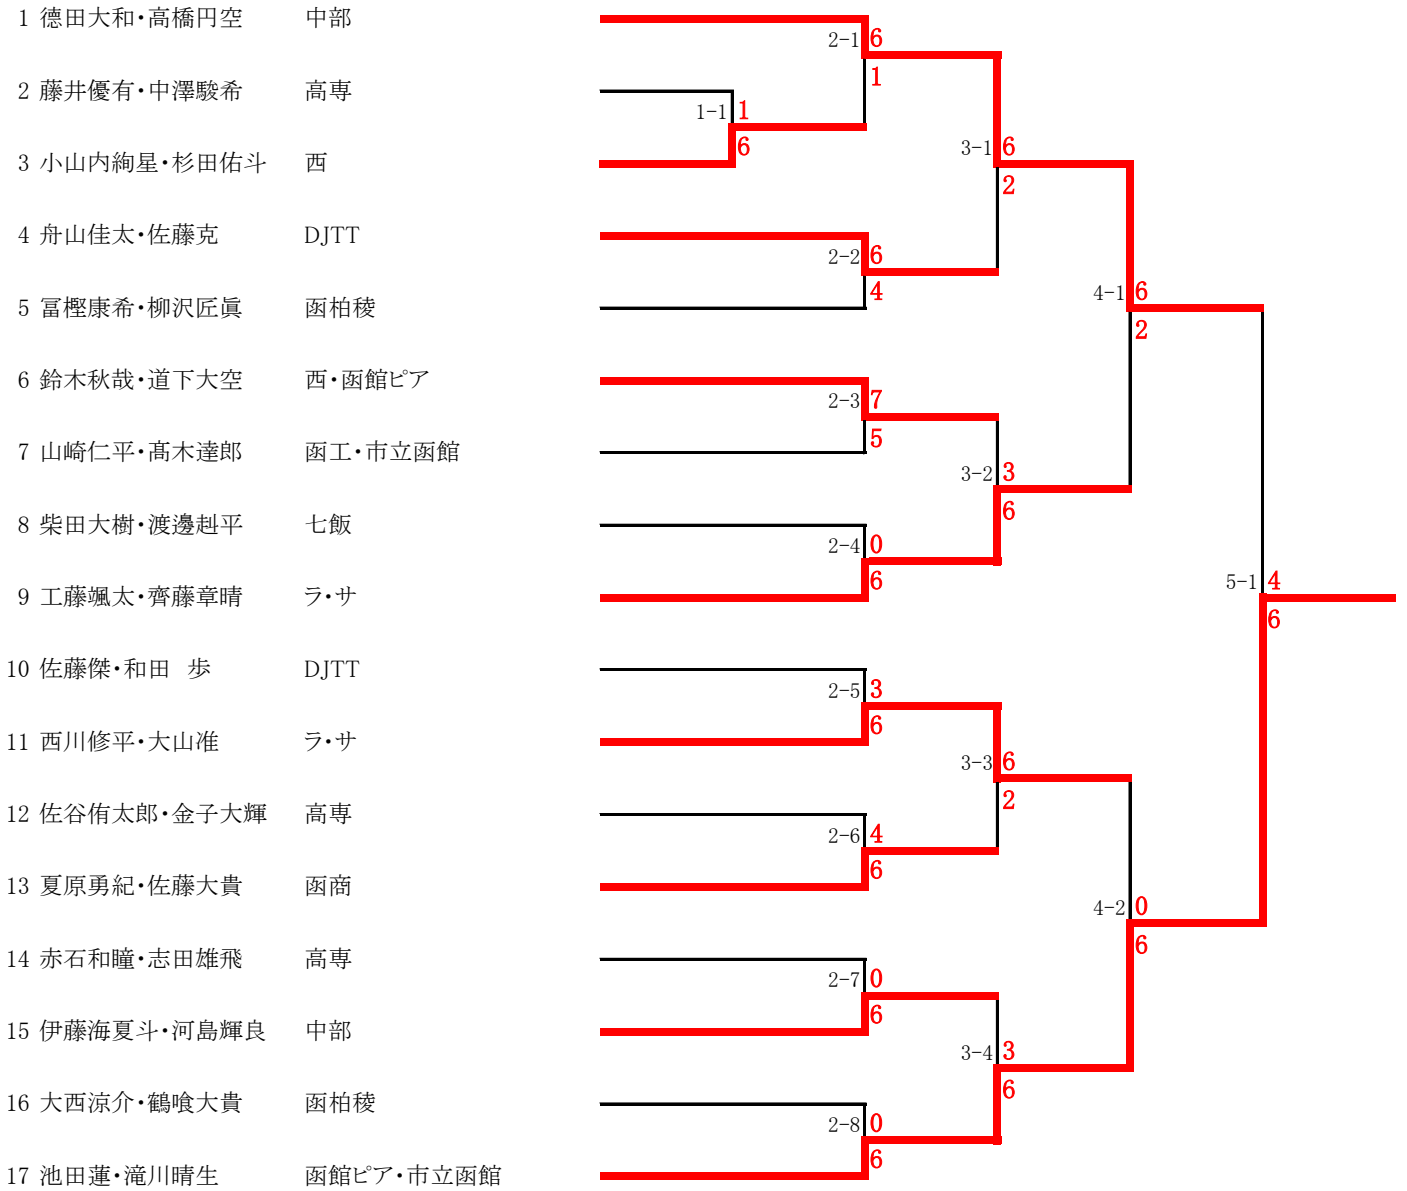 1 德田大和・高橋円空 中部
2-1 6
1
2 藤井優有・中澤駿希 高専
1-1 1
6
3-1 6
3 小山内絢星・杉田佑斗 西
2
4 舟山佳太・佐藤克 DJTT
2-2 6
4
4-1 6
5 冨樫康希・柳沢匠眞 函柏稜
2
6 鈴木秋哉・道下大空 西・函館ピア
2-3 7
5
7 山崎仁平・髙木達郎 函工・市立函館
3-2 3
6
8 柴田大樹・渡邊赳平 七飯
2-4 0
6
5-1 4
9 工藤颯太・齊藤章晴 ラ・サ
6
10 佐藤傑・和田 歩 DJTT
2-5 3
6
11 西川修平・大山准 ラ・サ
3-3 6
2
12 佐谷侑太郎・金子大輝 高専
2-6 4
6
13 夏原勇紀・佐藤大貴 函商
4-2 0
6
14 赤石和瞳・志田雄飛 高専
2-7 0
6
15 伊藤海夏斗・河島輝良 中部
3-4 3
6
16 大西涼介・鶴喰大貴 函柏稜
2-8 0
6
17 池田蓮・滝川晴生 函館ピア・市立函館